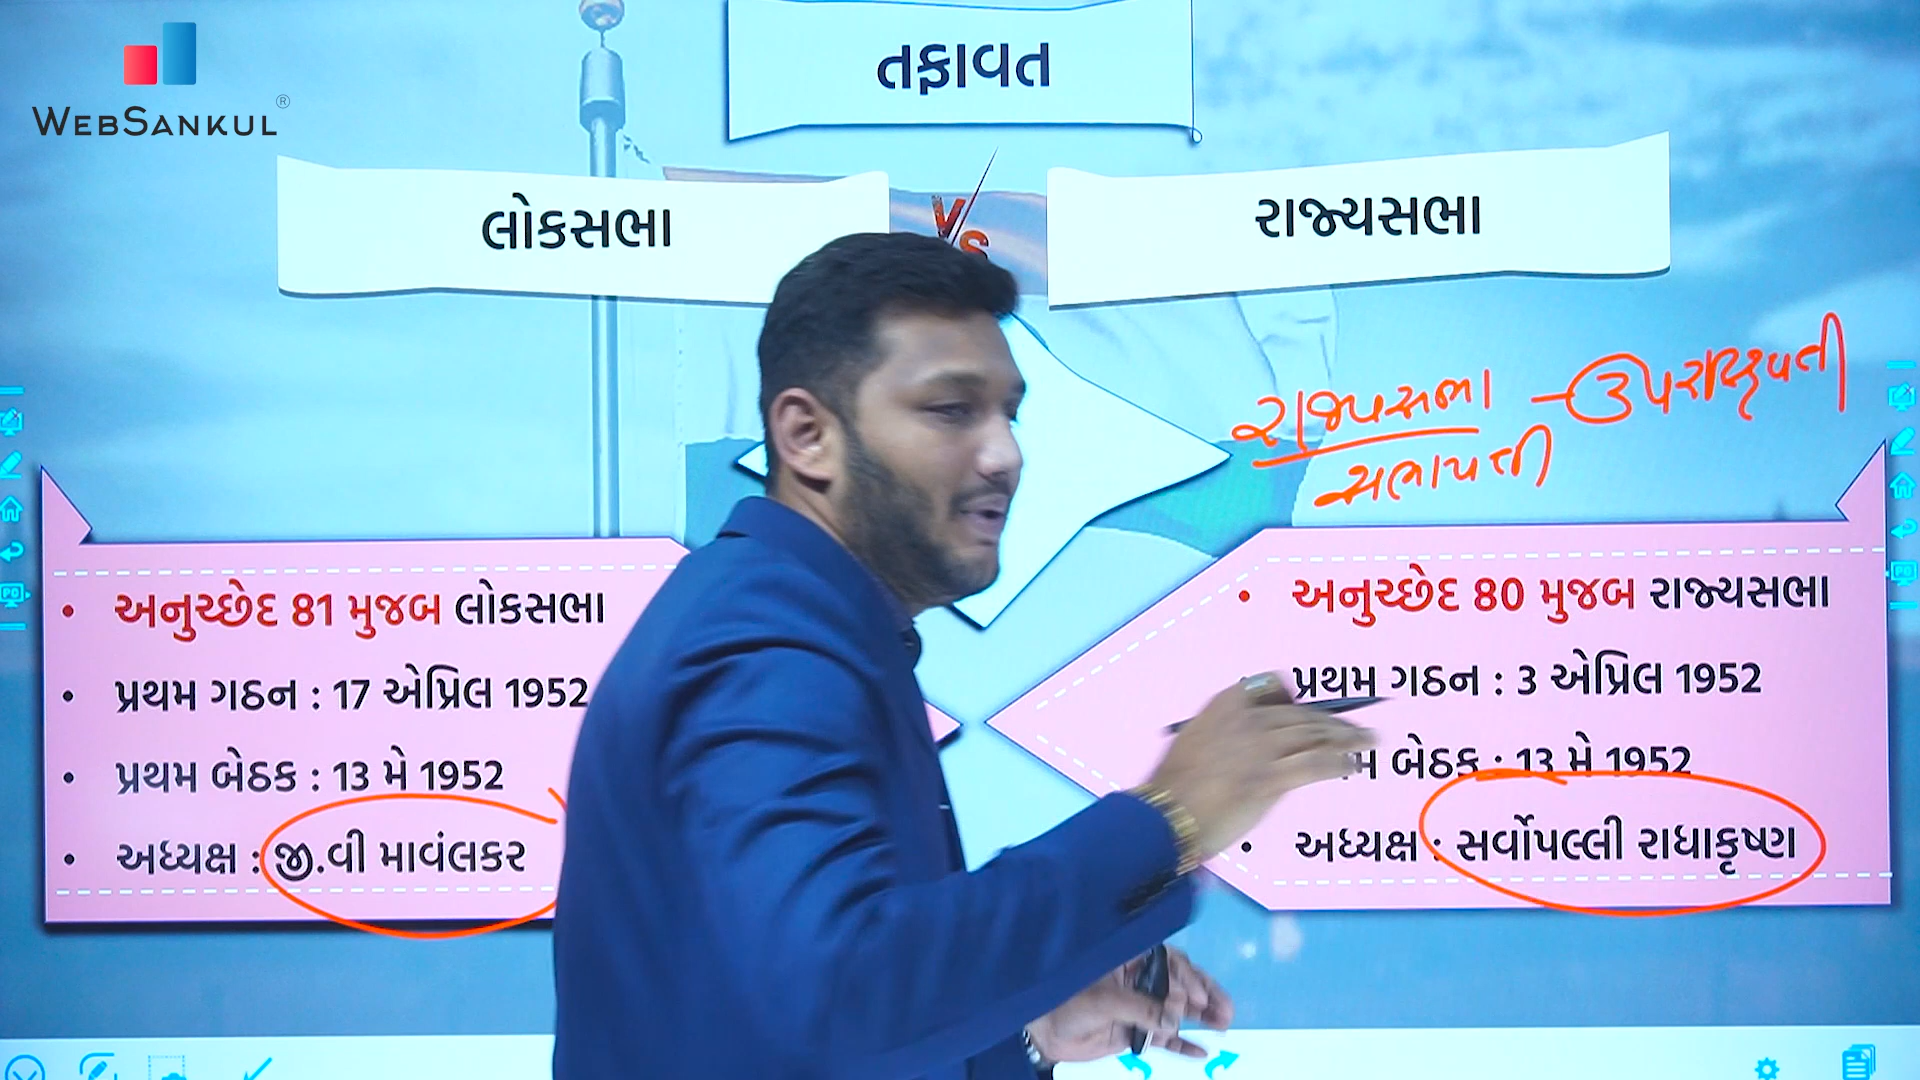 WEBSANKUL®
તફાવત
લોકસભા
VS
રાજ્યસભા
રાજ્યસભા - ઉપરાષ્ટ્રપતી
સભાપતી
• અનુચ્છેદ 81 મુજબ લોકસભા
• પ્રથમ ગઠન : 17 એપ્રિલ 1952
• પ્રથમ બેઠક : 13 મે 1952
• અધ્યક્ષ : જી.વી માવંલકર
• અનુચ્છેદ 80 મુજબ રાજ્યસભા
પ્રથમ ગઠન : 3 એપ્રિલ 1952
બેઠક : 13 મે 1952
• અધ્યક્ષ : સર્વોપલ્લી રાધાકૃષ્ણ